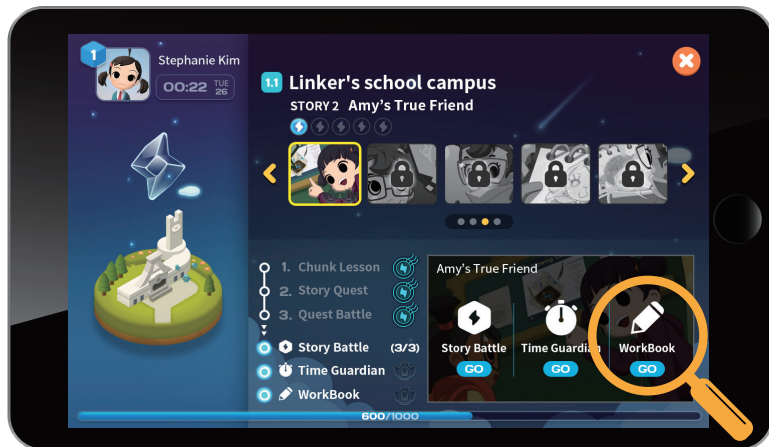 1
Stephanie Kim
00:22 TUE 26
1.1 Linker's school campus
STORY 2 Amy's True Friend
1. Chunk Lesson
2. Story Quest
3. Quest Battle
Story Battle (3/3)
Time Guardian
WorkBook
Amy's True Friend
Story Battle Time Guardian WorkBook
GO GO GO
600/1000